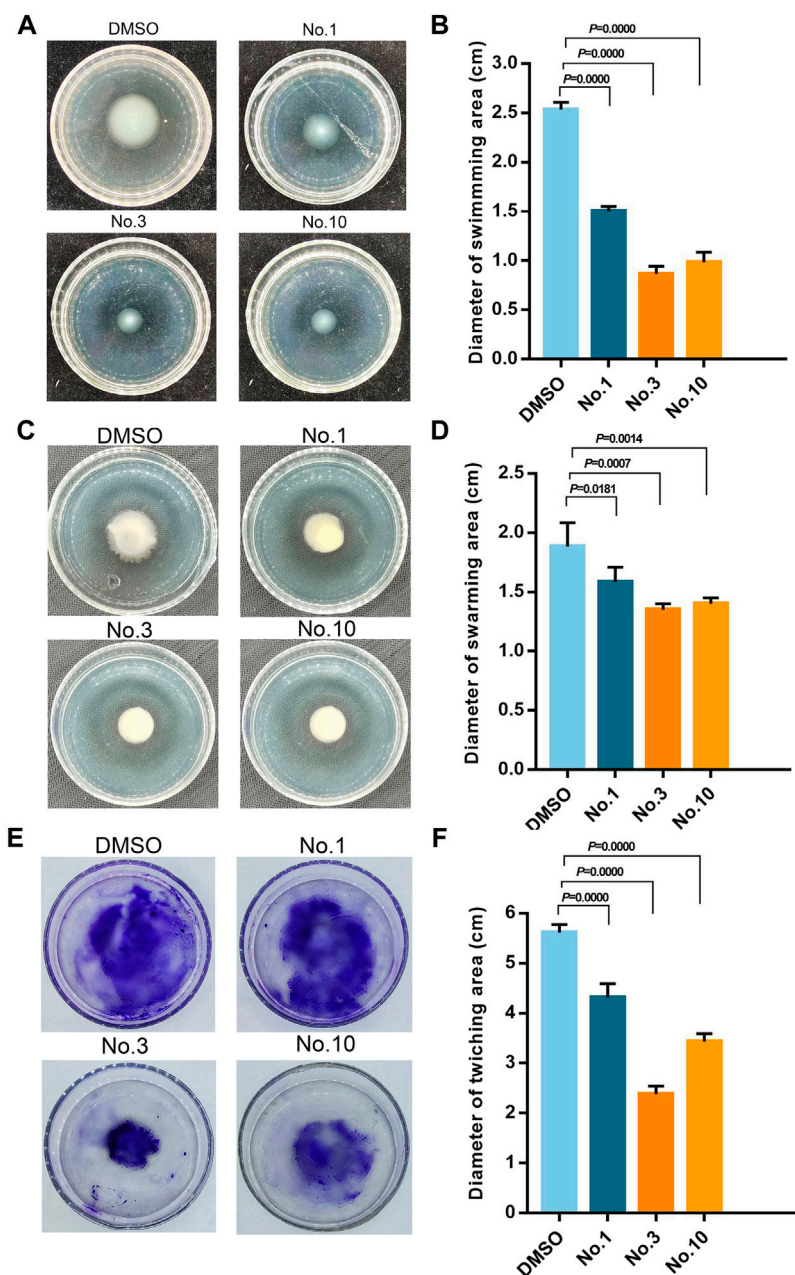 A
DMSO
No.1
No.3
No.10
B
Diameter of swimmming area (cm)
P=0.0000
P=0.0000
P=0.0000
3.0
2.5
2.0
1.5
1.0
0.5
0.0
DMSO
No.1
No.3
No.10
C
DMSO
No.1
No.3
No.10
D
Diameter of swarming area (cm)
P=0.0014
P=0.0007
P=0.0181
2.5
2.0
1.5
1.0
0.5
0.0
DMSO
No.1
No.3
No.10
E
DMSO
No.1
No.3
No.10
F
Diameter of twiching area (cm)
P=0.0000
P=0.0000
P=0.0000
6
5
4
3
2
1
0
DMSO
No.1
No.3
No.10